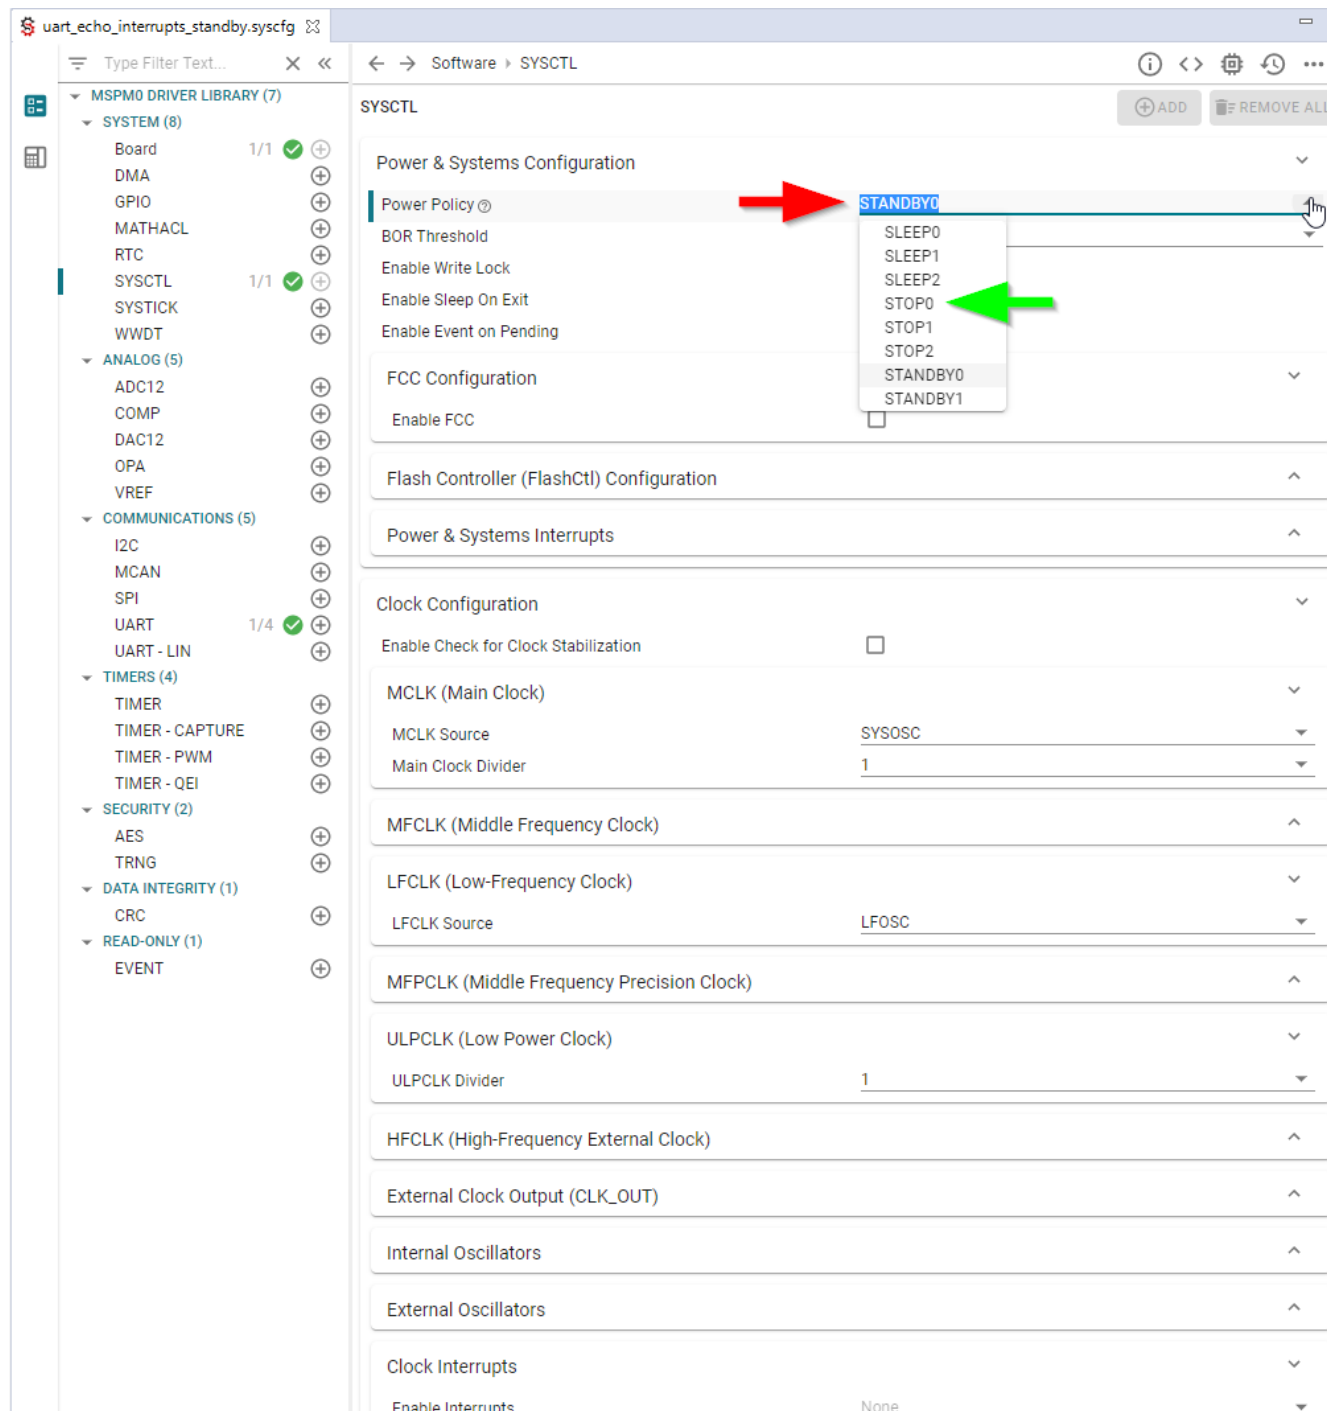 uart_echo_interrupts_standby.syscfg
Type Filter Text...
Software SYSCTL
MSPM0 DRIVER LIBRARY (7)
SYSTEM (8)
Board 1/1
DMA
GPIO
MATHACL
RTC
SYSCTL 1/1
SYSTICK
WWDT
ANALOG (5)
ADC12
COMP
DAC12
OPA
VREF
COMMUNICATIONS (5)
I2C
MCAN
SPI
UART 1/4
UART - LIN
TIMERS (4)
TIMER
TIMER - CAPTURE
TIMER - PWM
TIMER - QEI
SECURITY (2)
AES
TRNG
DATA INTEGRITY (1)
CRC
READ-ONLY (1)
EVENT
SYSCTL
ADD REMOVE ALL
Power & Systems Configuration
Power Policy STANDBY0
SLEEP0
SLEEP1
SLEEP2
STOP0
STOP1
STOP2
STANDBY0
STANDBY1
BOR Threshold
Enable Write Lock
Enable Sleep On Exit
Enable Event on Pending
FCC Configuration
Enable FCC
Flash Controller (FlashCtl) Configuration
Power & Systems Interrupts
Clock Configuration
Enable Check for Clock Stabilization
MCLK (Main Clock)
MCLK Source SYSOSC
Main Clock Divider 1
MFCLK (Middle Frequency Clock)
LFCLK (Low-Frequency Clock)
LFCLK Source LFOSC
MFPCLK (Middle Frequency Precision Clock)
ULPCLK (Low Power Clock)
ULPCLK Divider 1
HFCLK (High-Frequency External Clock)
External Clock Output (CLK_OUT)
Internal Oscillators
External Oscillators
Clock Interrupts
Enable Interrupts None